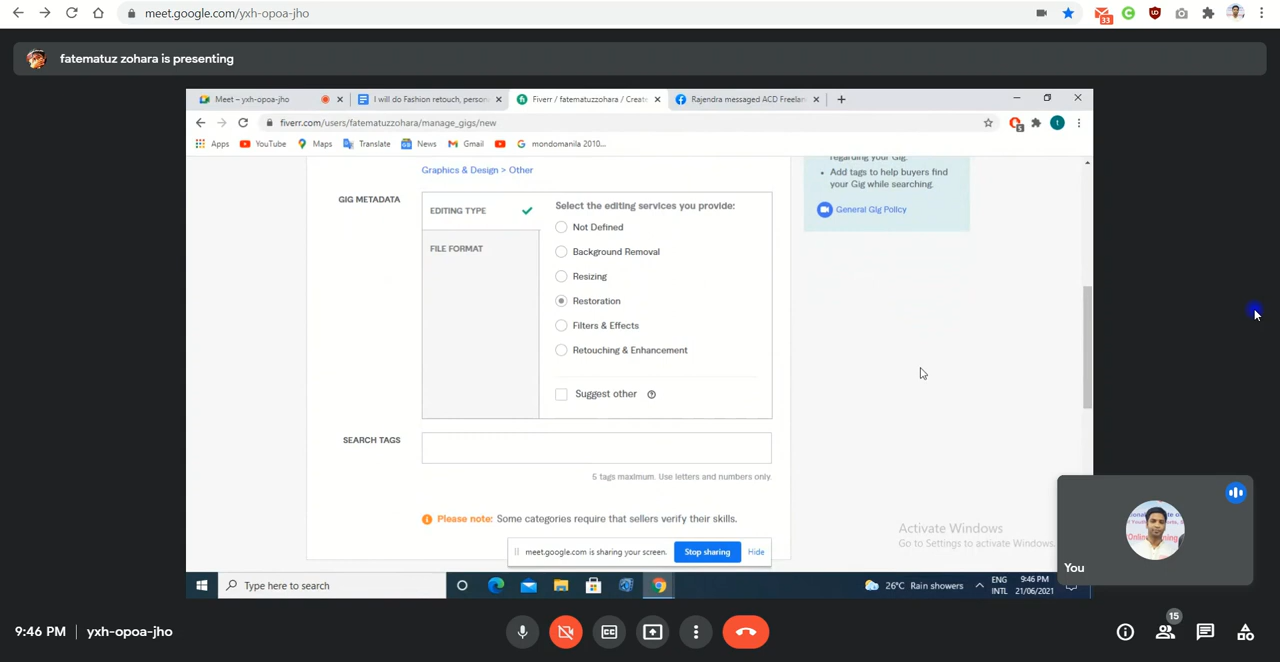 meet.google.com/yxh-opoa-jho
33
fatematuz zohara is presenting
Meet – yxh-opoa-jho
I will do Fashion retouch, person
Fiverr / fatematuzzohara / Create
Rajendra messaged ACD Freelan
fiverr.com/users/fatematuzzohara/manage_gigs/new
5
t
Apps
YouTube
Maps
Translate
News
Gmail
mondomanila 2010...
regarding your Gig.
• Add tags to help buyers find
your Gig while searching.
General Gig Policy
Graphics & Design > Other
GIG METADATA
EDITING TYPE
FILE FORMAT
Select the editing services you provide:
Not Defined
Background Removal
Resizing
Restoration
Filters & Effects
Retouching & Enhancement
Suggest other
SEARCH TAGS
5 tags maximum. Use letters and numbers only.
Please note: Some categories require that sellers verify their skills.
meet.google.com is sharing your screen.
Stop sharing
Hide
Activate Windows
Go to Settings to activate Windows.
You
Type here to search
26°C Rain showers
ENG
INTL
9:46 PM
21/06/2021
9:46 PM
yxh-opoa-jho
15